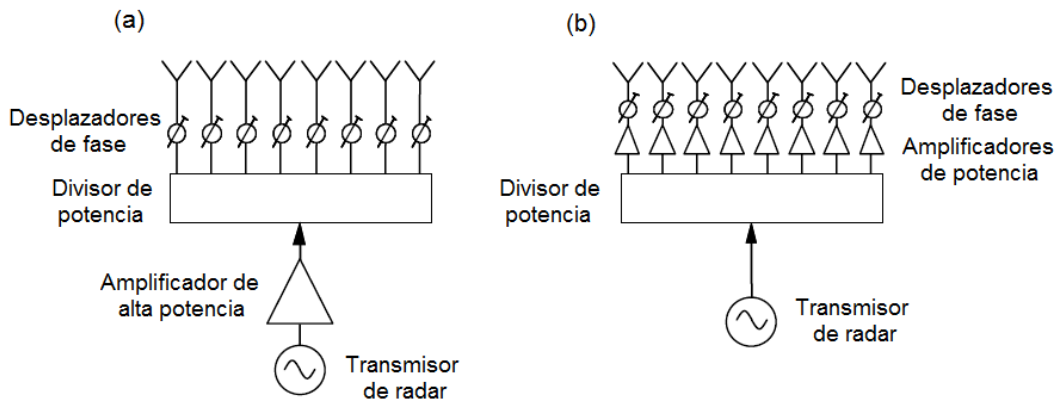 (a)
Desplazadores
de fase
Divisor de
potencia
Amplificador de
alta potencia
Transmisor
de radar
(b)
Desplazadores
de fase
Amplificadores
de potencia
Divisor de
potencia
Transmisor
de radar